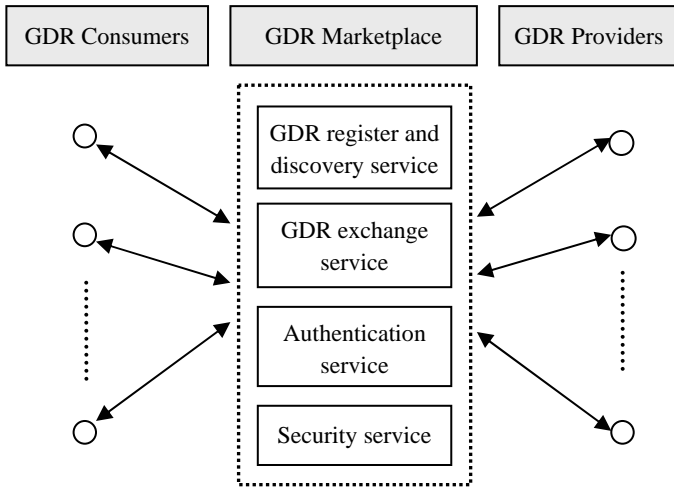 GDR Consumers
GDR Marketplace
GDR Providers
GDR register and
discovery service
GDR exchange
service
Authentication
service
Security service